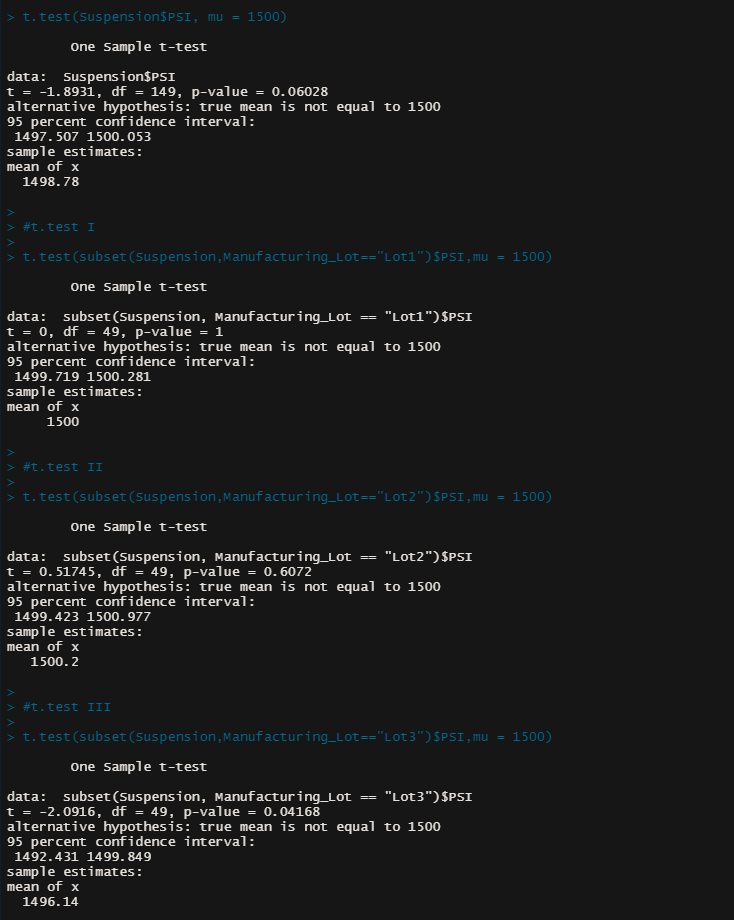 > t.test(Suspension$PSI, mu = 1500)
One Sample t-test
data:  Suspension$PSI
t = -1.8931, df = 149, p-value = 0.06028
alternative hypothesis: true mean is not equal to 1500
95 percent confidence interval:
1497.507 1500.053
sample estimates:
mean of x
1498.78
>
> #t.test I
>
> t.test(subset(Suspension,Manufacturing_Lot=="Lot1")$PSI,mu = 1500)
One Sample t-test
data:  subset(Suspension, Manufacturing_Lot == "Lot1")$PSI
t = 0, df = 49, p-value = 1
alternative hypothesis: true mean is not equal to 1500
95 percent confidence interval:
1499.719 1500.281
sample estimates:
mean of x
1500
>
> #t.test II
>
> t.test(subset(Suspension,Manufacturing_Lot=="Lot2")$PSI,mu = 1500)
One Sample t-test
data:  subset(Suspension, Manufacturing_Lot == "Lot2")$PSI
t = 0.51745, df = 49, p-value = 0.6072
alternative hypothesis: true mean is not equal to 1500
95 percent confidence interval:
1499.423 1500.977
sample estimates:
mean of x
1500.2
>
> #t.test III
>
> t.test(subset(Suspension,Manufacturing_Lot=="Lot3")$PSI,mu = 1500)
One Sample t-test
data:  subset(Suspension, Manufacturing_Lot == "Lot3")$PSI
t = -2.0916, df = 49, p-value = 0.04168
alternative hypothesis: true mean is not equal to 1500
95 percent confidence interval:
1492.431 1499.849
sample estimates:
mean of x
1496.14